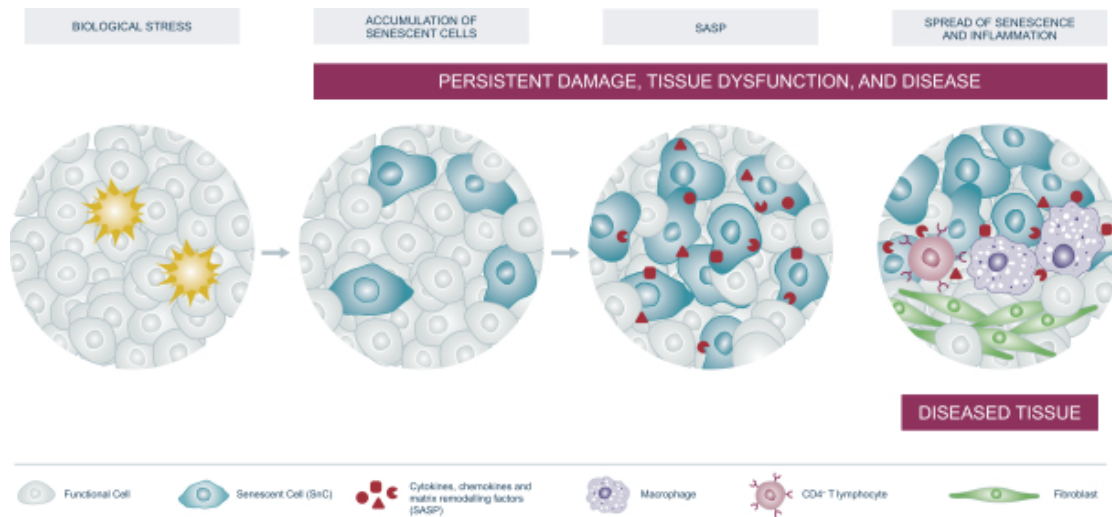 BIOLOGICAL STRESS
ACCUMULATION OF
SENESCENT CELLS
SASP
SPREAD OF SENESCENCE
AND INFLAMMATION
PERSISTENT DAMAGE, TISSUE DYSFUNCTION, AND DISEASE
DISEASED TISSUE
Functional Cell
Senescent Cell (SnC)
Cytokines, chemokines and
matrix remodelling factors
(SASP)
Macrophage
CD4⁺ T lymphocyte
Fibroblast